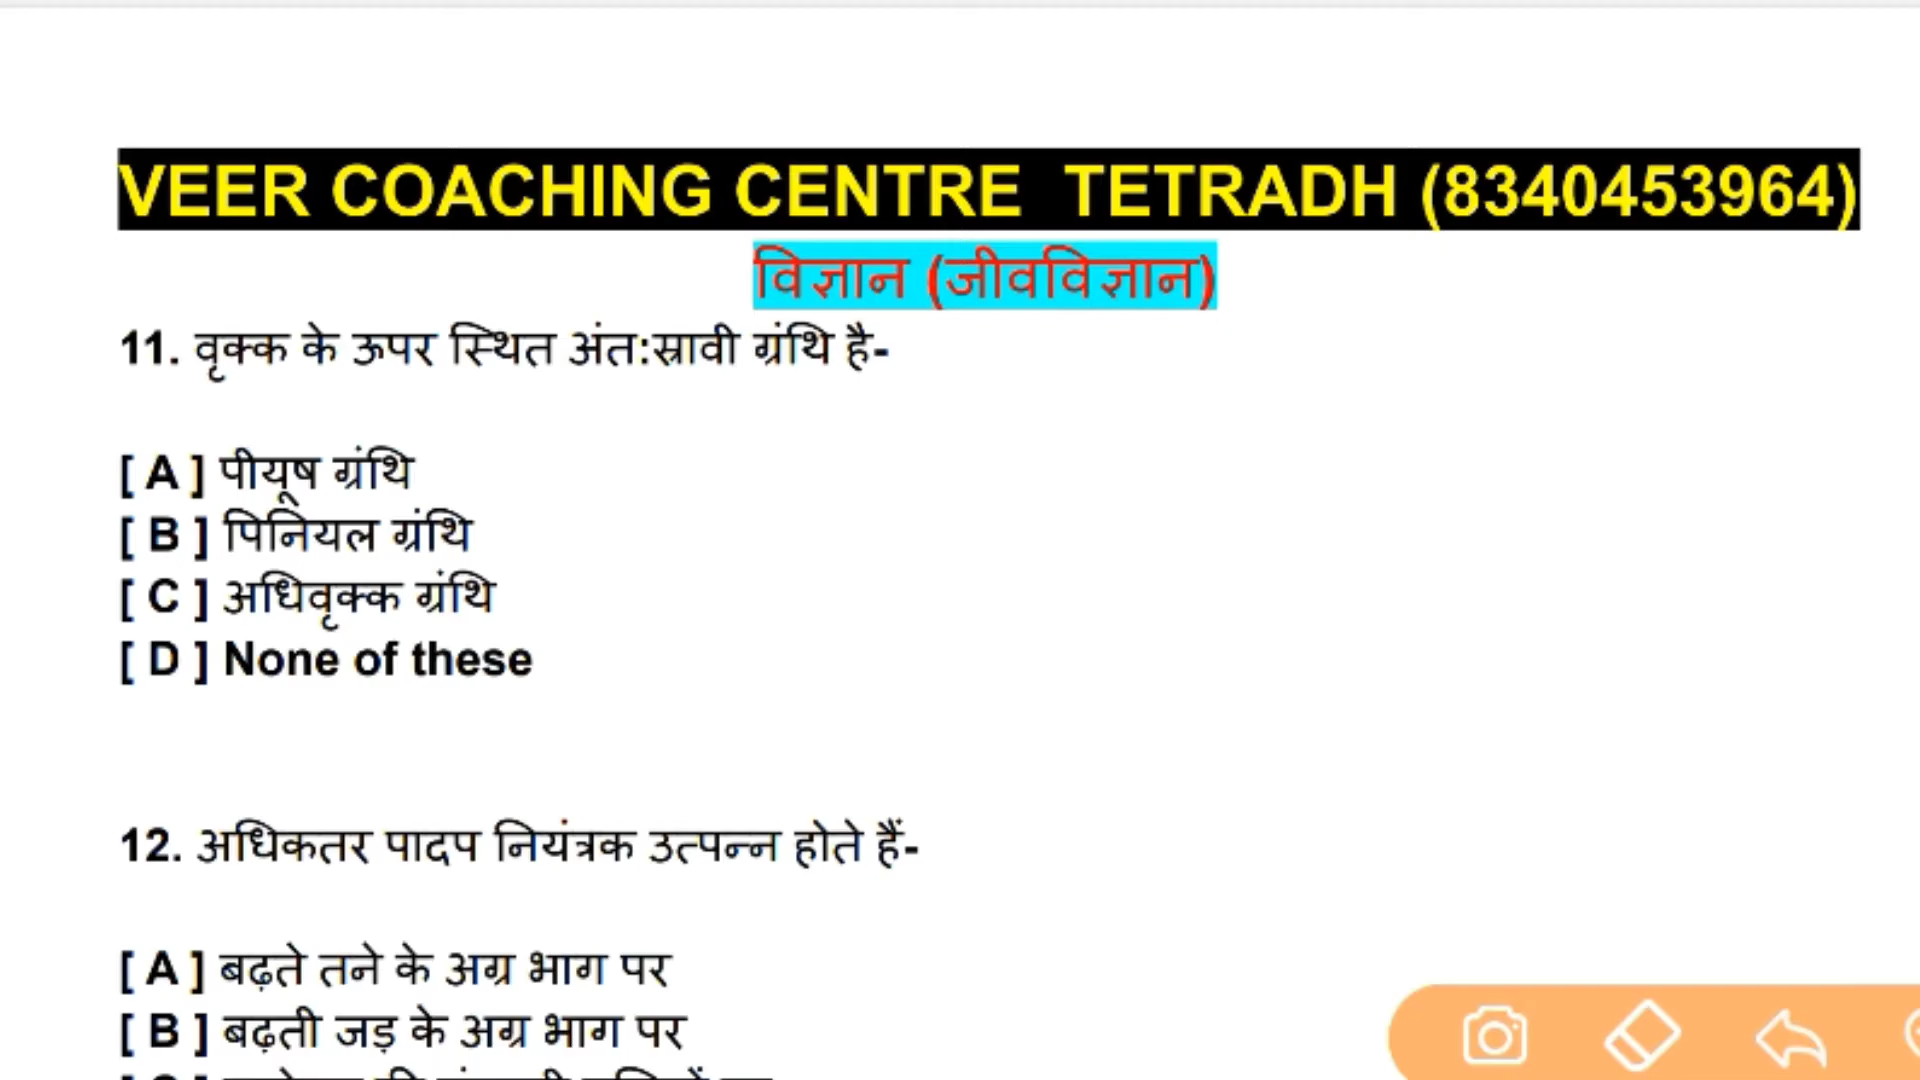 VEER COACHING CENTRE TETRADH (8340453964)
विज्ञान (जीवविज्ञान)
11. वृक्क के ऊपर स्थित अंत:स्रावी ग्रंथि है-
[ A ] पीयूष ग्रंथि
[ B ] पिनियल ग्रंथि
[ C ] अधिवृक्क ग्रंथि
[ D ] None of these
12. अधिकतर पादप नियंत्रक उत्पन्न होते हैं-
[ A ] बढ़ते तने के अग्र भाग पर
[ B ] बढ़ती जड़ के अग्र भाग पर